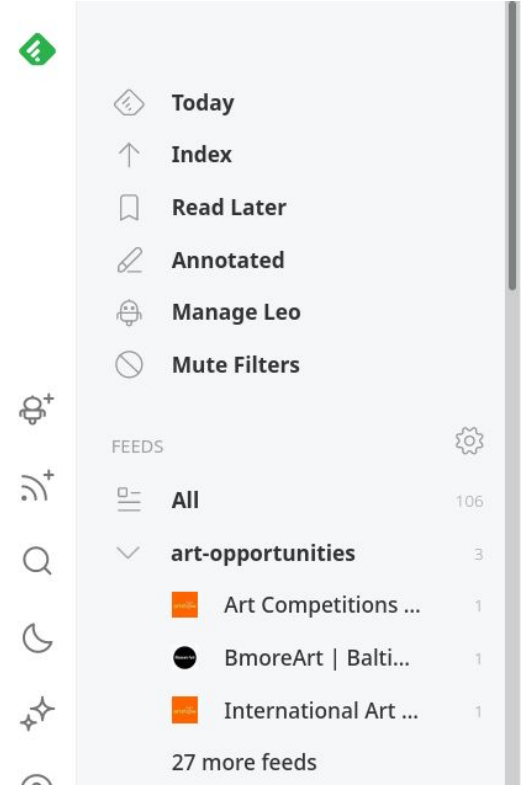 Today
Index
Read Later
Annotated
Manage Leo
Mute Filters
FEEDS
All 106
art-opportunities 3
Art Competitions ... 1
BmoreArt | Balti... 1
International Art ... 1
27 more feeds